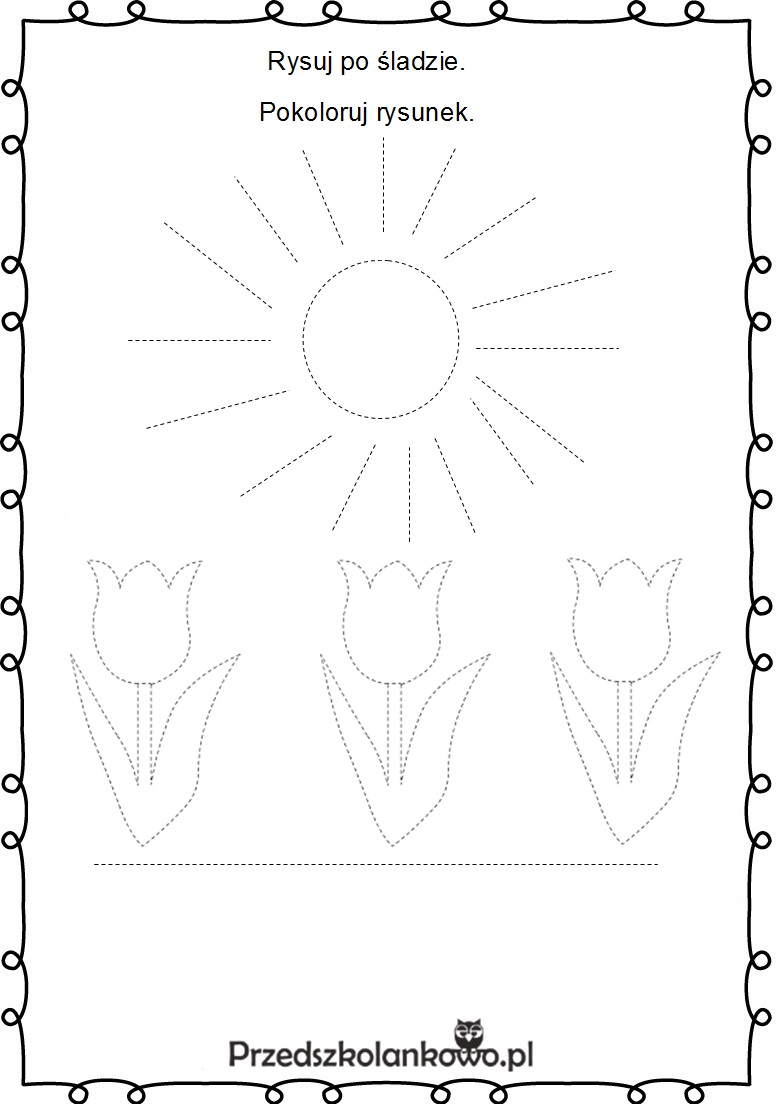 Rysuj po śladzie.
Pokoloruj rysunek.
Przedszkolankowo.pl